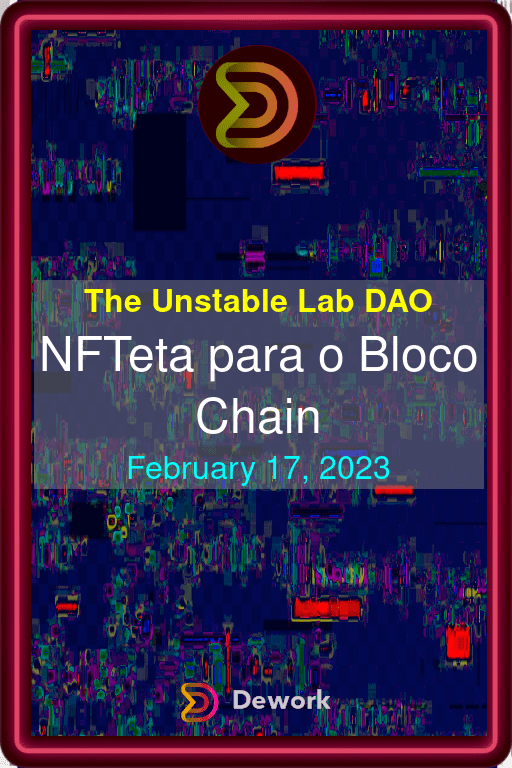 The Unstable Lab DAO
NFTeta para o Bloco
Chain
February 17, 2023
Dework